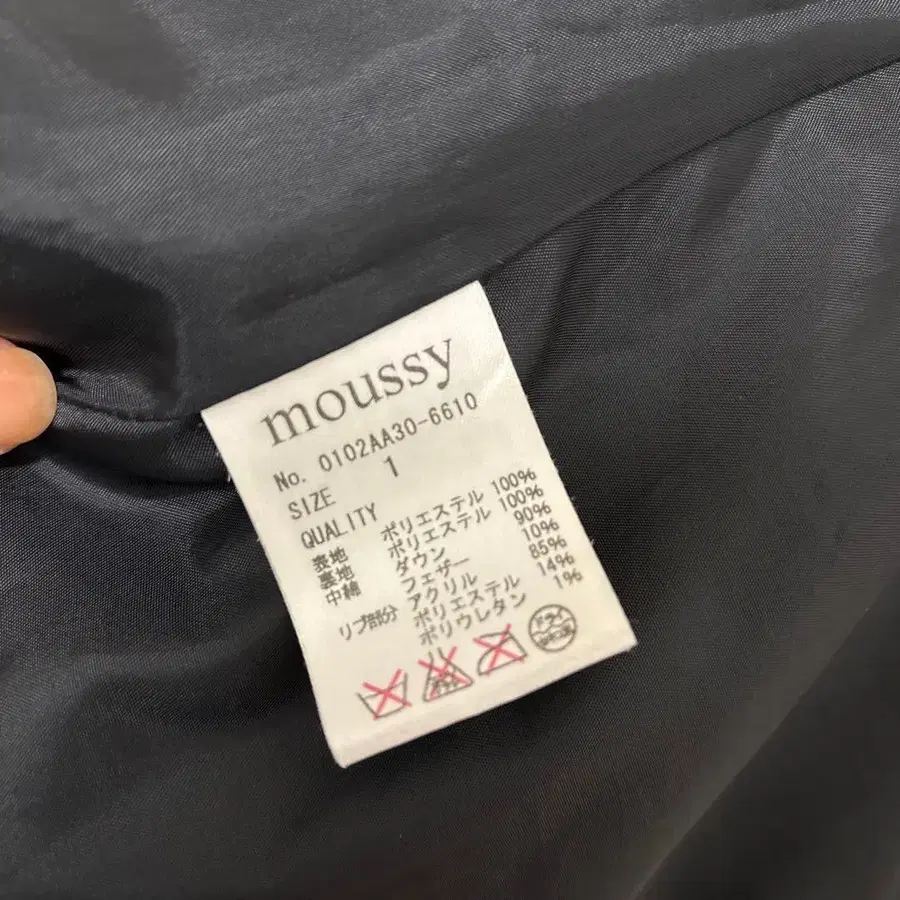 moussy
No. 0102AA30-6610
SIZE 1
QUALITY
表地 ポリエステル 100%
裏地 ポリエステル 100%
中綿 ダウン 90%
フェザー 10%
リブ部分 アクリル 85%
ポリエステル 14%
ポリウレタン 1%
ドライ